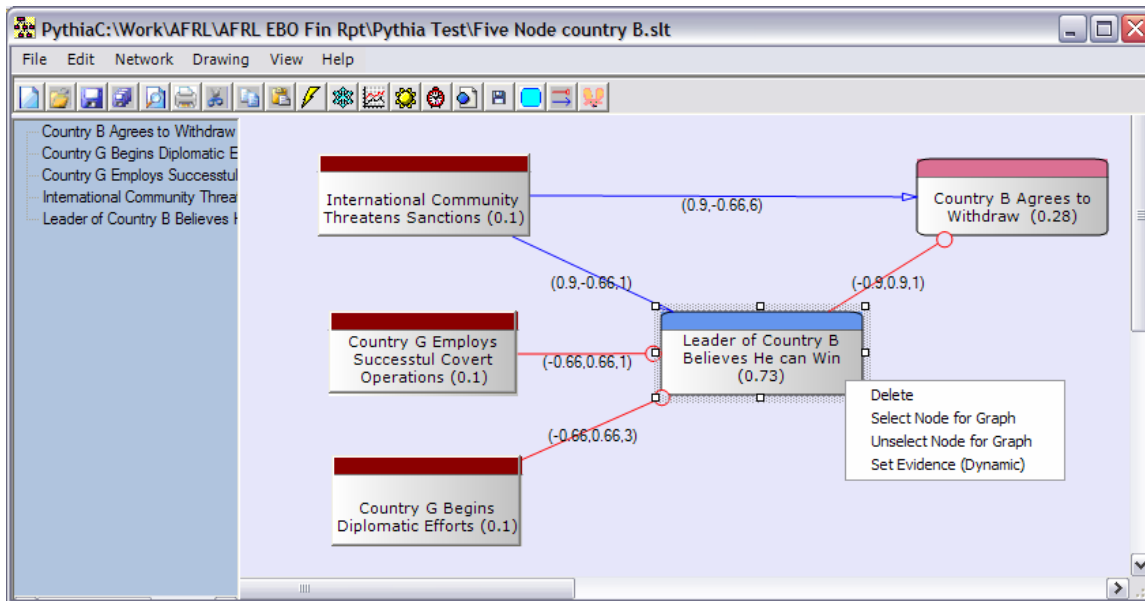 PythiaC:\Work\AFRL\AFRL EBO Fin Rpt\Pythia Test\Five Node country B.slt
File Edit Network Drawing View Help
Country B Agrees to Withdraw
Country G Begins Diplomatic E
Country G Employs Successful
International Community Threat
Leader of Country B Believes H
International Community
Threatens Sanctions (0.1)
(0.9,-0.66,6)
Country B Agrees to
Withdraw (0.28)
(0.9,-0.66,1)
(-0.9,0.9,1)
Country G Employs
Successtul Covert
Operations (0.1)
(-0.66,0.66,1)
Leader of Country B
Believes He can Win
(0.73)
Delete
Select Node for Graph
Unselect Node for Graph
Set Evidence (Dynamic)
(-0.66,0.66,3)
Country G Begins
Diplomatic Efforts (0.1)